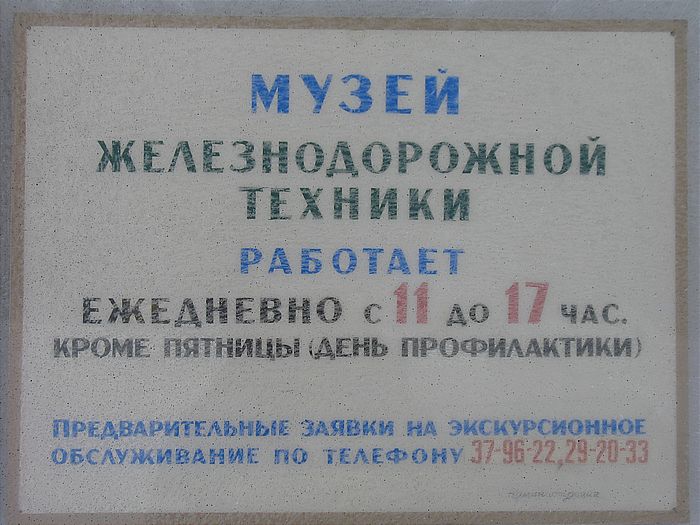 МУЗЕЙ
ЖЕЛЕЗНОДОРОЖНОЙ
ТЕХНИКИ
РАБОТАЕТ
ЕЖЕДНЕВНО С 11 ДО 17 ЧАС.
КРОМЕ ПЯТНИЦЫ (ДЕНЬ ПРОФИЛАКТИКИ)
ПРЕДВАРИТЕЛЬНЫЕ ЗАЯВКИ НА ЭКСКУРСИОННОЕ
ОБСЛУЖИВАНИЕ ПО ТЕЛЕФОНУ 37-96-22, 29-20-33